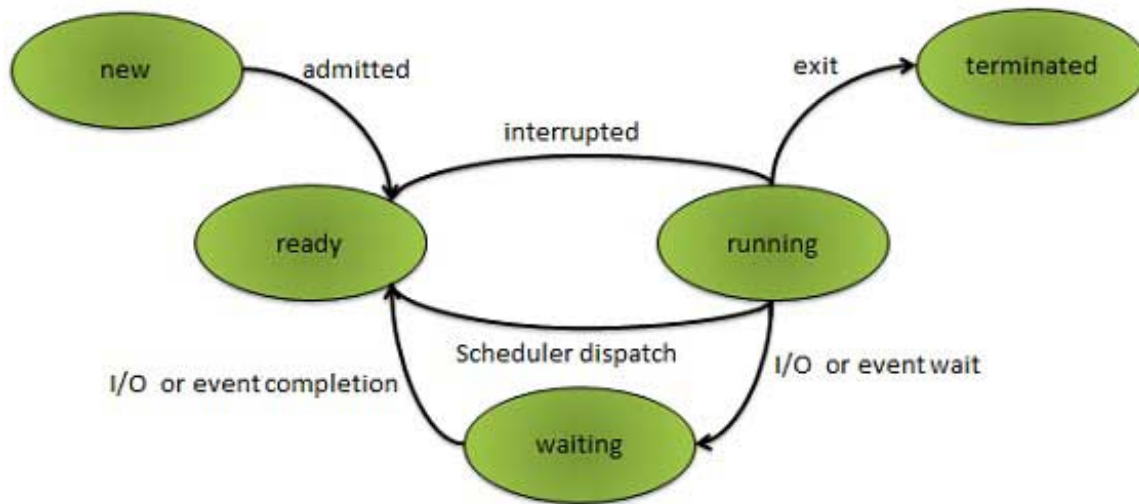 new
admitted
exit
terminated
interrupted
ready
running
Scheduler dispatch
I/O or event wait
I/O or event completion
waiting